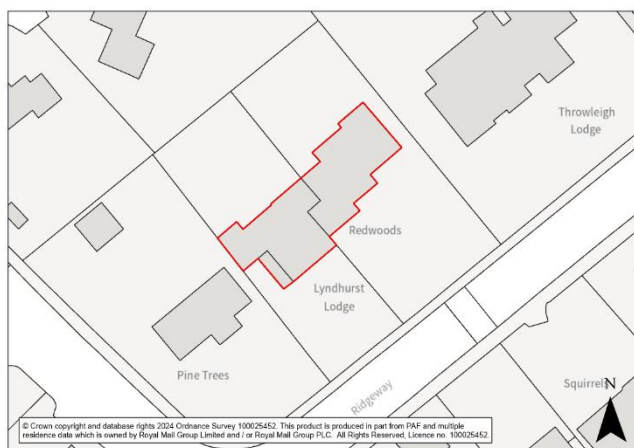 Throwleigh
Lodge
Redwoods
Lyndhurst
Lodge
Pine Trees
Ridgeway
Squirrels
N
© Crown copyright and database rights 2024 Ordnance Survey 100025452. This product is produced in part from PAF and multiple
residence data which is owned by Royal Mail Group Limited and / or Royal Mail Group PLC. All Rights Reserved, Licence no. 100025452.